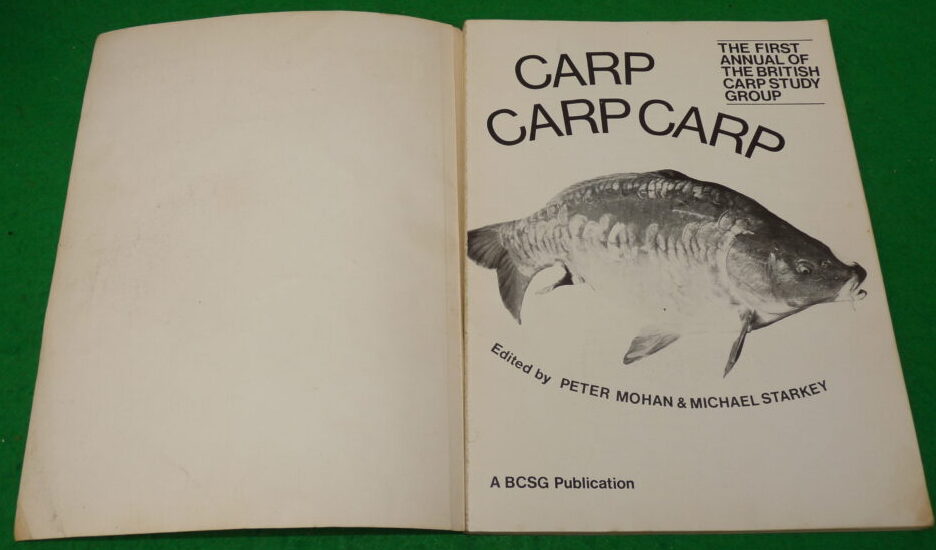 CARP
CARP CARP
THE FIRST
ANNUAL OF
THE BRITISH
CARP STUDY
GROUP
Edited by PETER MOHAN & MICHAEL STARKEY
A BCSG Publication